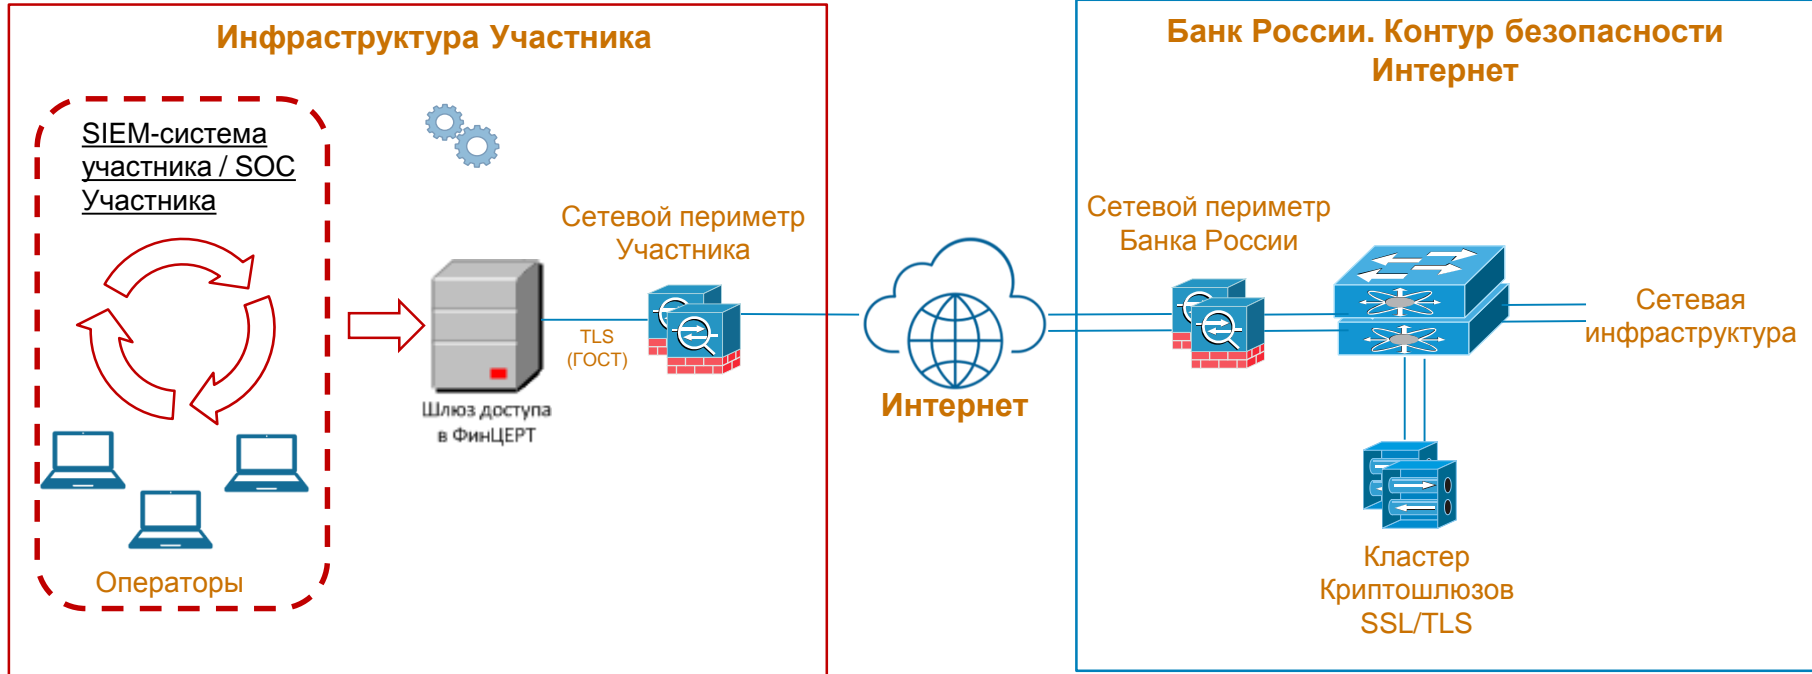 Инфраструктура Участника
SIEM-система
участника / SOC
Участника
Операторы
Шлюз доступа
в ФинЦЕРТ
TLS
(ГОСТ)
Сетевой периметр
Участника
Интернет
Банк России. Контур безопасности
Интернет
Сетевой периметр
Банка России
Сетевая
инфраструктура
Кластер
Криптошлюзов
SSL/TLS